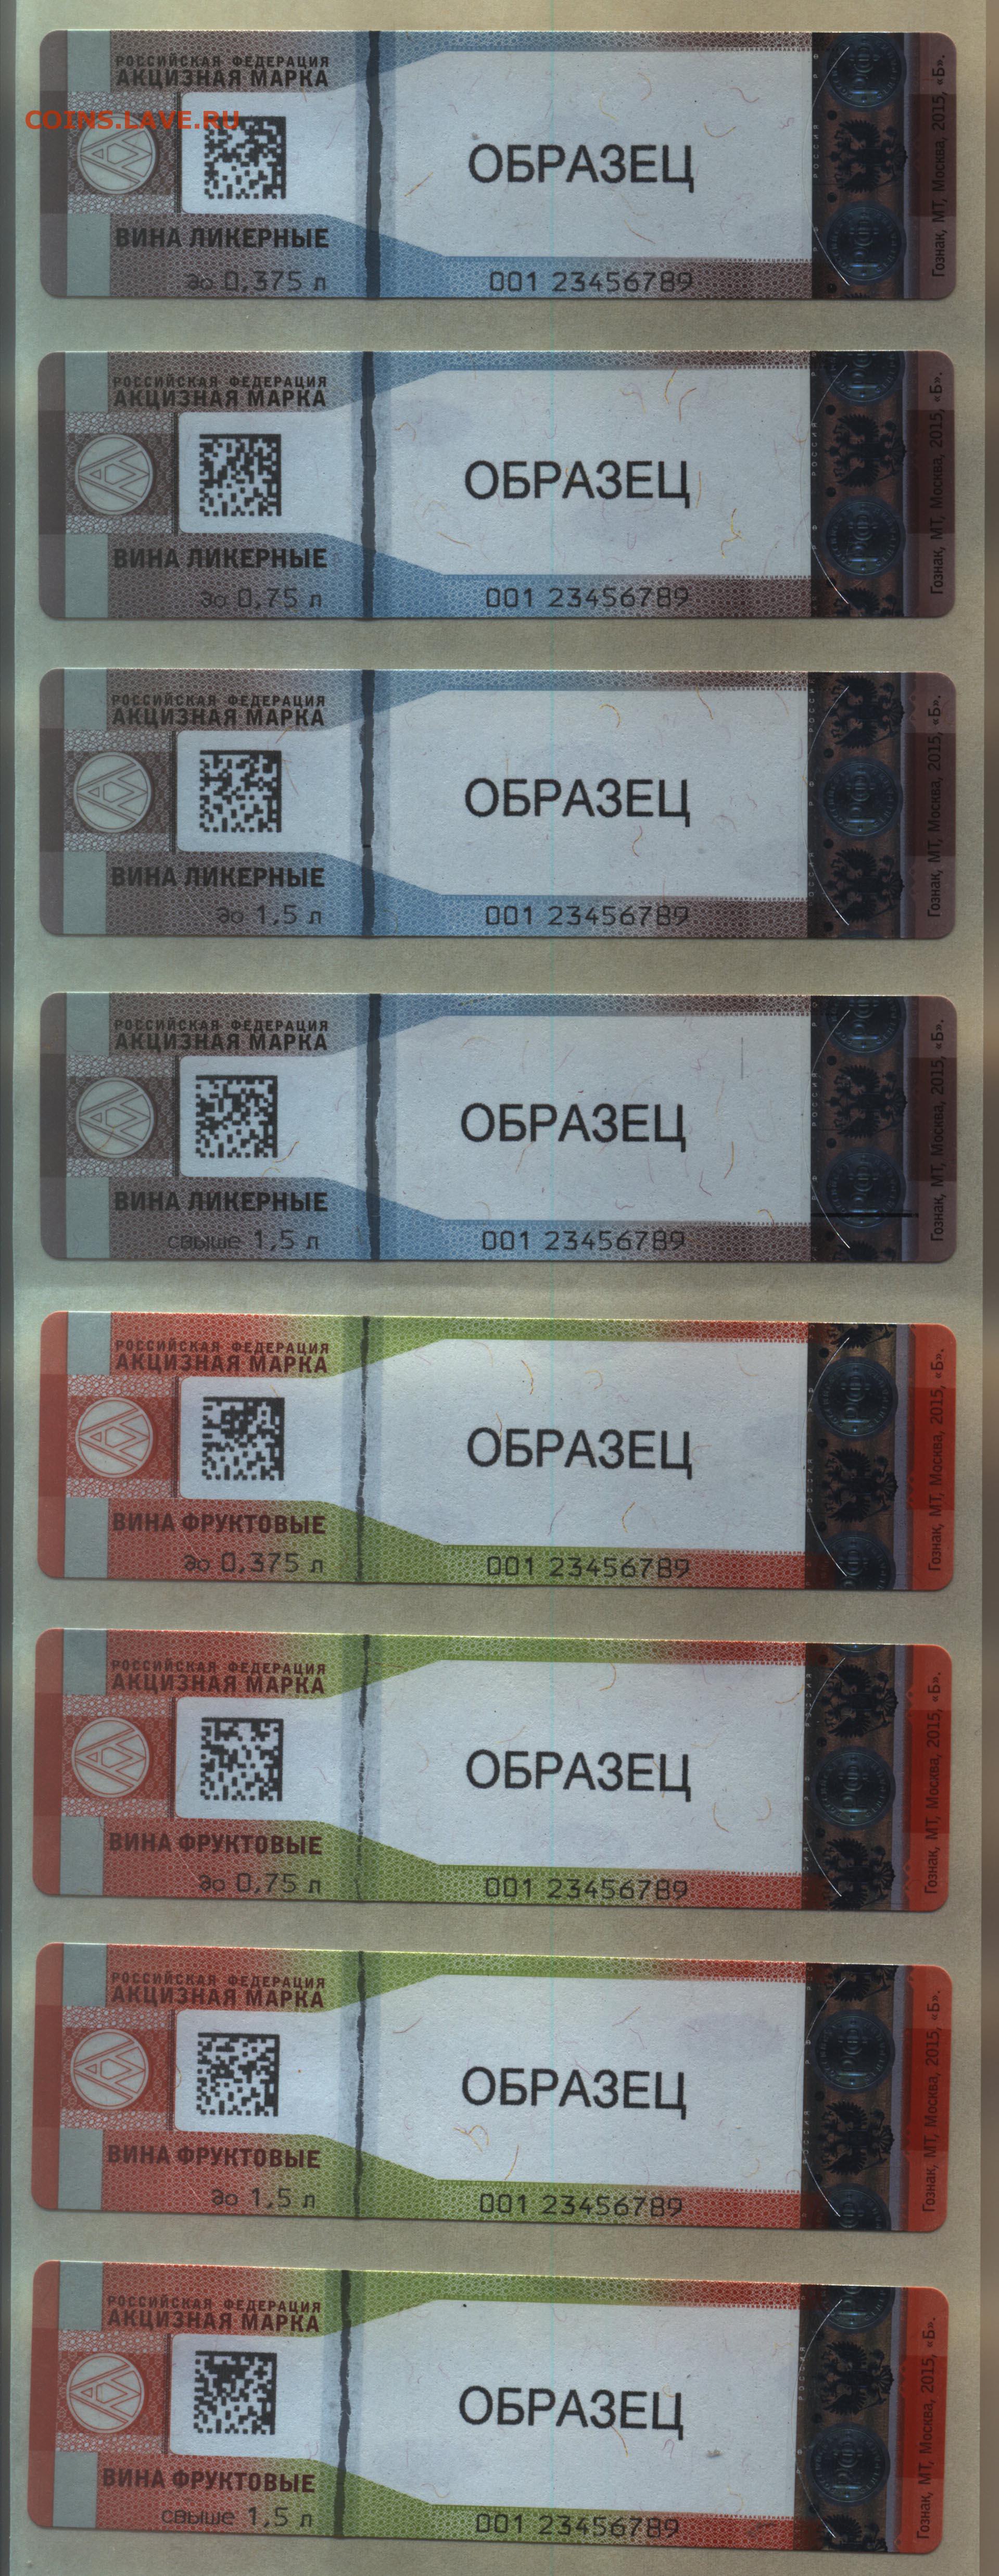 РОССИЙСКАЯ ФЕДЕРАЦИЯ
АКЦИЗНАЯ МАРКА
COINS.LAVE.RU
ОБРАЗЕЦ
ВИНА ЛИКЕРНЫЕ
до 0,375 л
001 23456789
РОССИЯ
Гознак, МТ, Москва, 2015, «Б».
РОССИЙСКАЯ ФЕДЕРАЦИЯ
АКЦИЗНАЯ МАРКА
ОБРАЗЕЦ
ВИНА ЛИКЕРНЫЕ
до 0,75 л
001 23456789
РОССИЯ
Гознак, МТ, Москва, 2015, «Б».
РОССИЙСКАЯ ФЕДЕРАЦИЯ
АКЦИЗНАЯ МАРКА
ОБРАЗЕЦ
ВИНА ЛИКЕРНЫЕ
до 1,5 л
001 23456789
Гознак, МТ, Москва, 2015, «Б».
РОССИЙСКАЯ ФЕДЕРАЦИЯ
АКЦИЗНАЯ МАРКА
ОБРАЗЕЦ
ВИНА ЛИКЕРНЫЕ
свыше 1,5 л
001 23456789
РОССИЯ
Гознак, МТ, Москва, 2015, «Б».
РОССИЙСКАЯ ФЕДЕРАЦИЯ
АКЦИЗНАЯ МАРКА
ОБРАЗЕЦ
ВИНА ФРУКТОВЫЕ
до 0,375 л
001 23456789
Гознак, МТ, Москва, 2015, «Б».
РОССИЙСКАЯ ФЕДЕРАЦИЯ
АКЦИЗНАЯ МАРКА
ОБРАЗЕЦ
ВИНА ФРУКТОВЫЕ
до 0,75 л
001 23456789
Гознак, МТ, Москва, 2015, «Б».
РОССИЙСКАЯ ФЕДЕРАЦИЯ
АКЦИЗНАЯ МАРКА
ОБРАЗЕЦ
ВИНА ФРУКТОВЫЕ
до 1,5 л
001 23456789
Гознак, МТ, Москва, 2015, «Б».
РОССИЙСКАЯ ФЕДЕРАЦИЯ
АКЦИЗНАЯ МАРКА
ОБРАЗЕЦ
ВИНА ФРУКТОВЫЕ
свыше 1,5 л
001 23456789
РОССИЯ
Гознак, МТ, Москва, 2015, «Б».